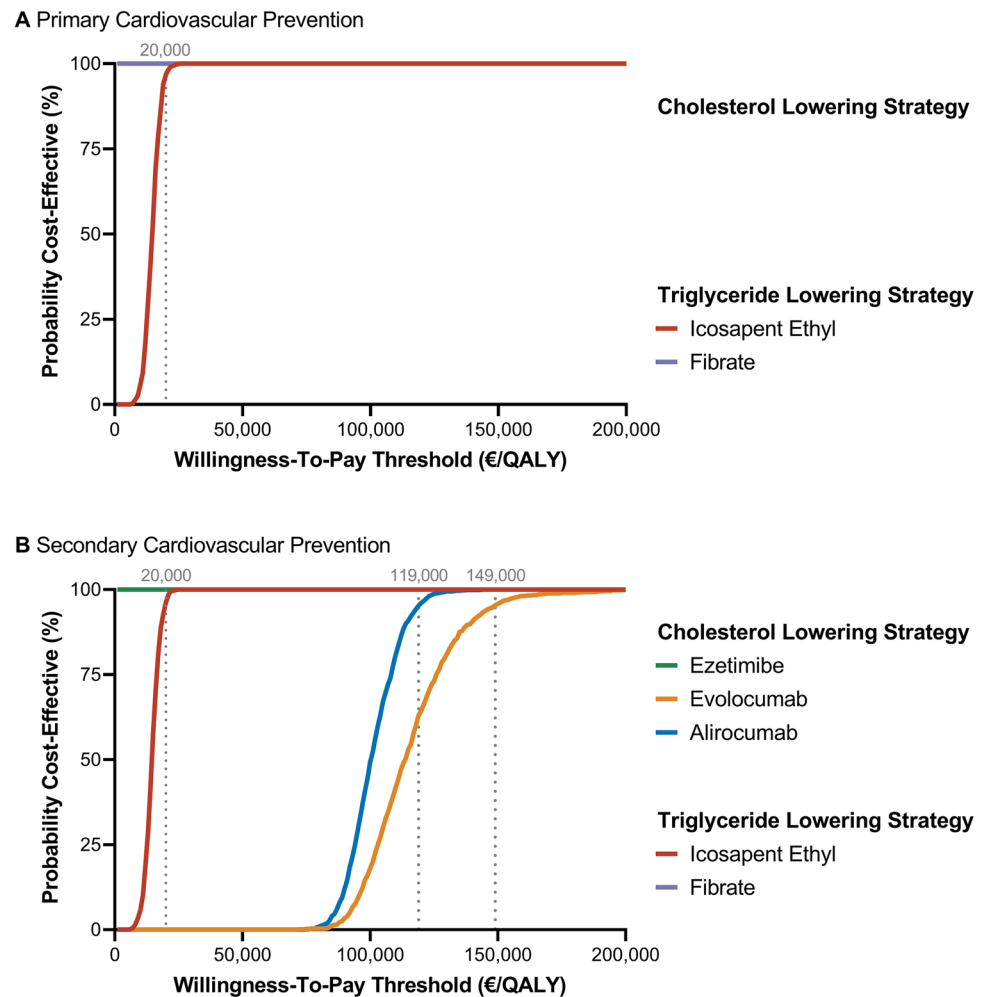 A Primary Cardiovascular Prevention
20,000
100
75
50
25
0
Probability Cost-Effective (%)
0 50,000 100,000 150,000 200,000
Willingness-To-Pay Threshold (€/QALY)
Cholesterol Lowering Strategy
Triglyceride Lowering Strategy
Icosapent Ethyl
Fibrate
B Secondary Cardiovascular Prevention
20,000 119,000 149,000
100
75
50
25
0
Probability Cost-Effective (%)
0 50,000 100,000 150,000 200,000
Willingness-To-Pay Threshold (€/QALY)
Cholesterol Lowering Strategy
Ezetimibe
Evolocumab
Alirocumab
Triglyceride Lowering Strategy
Icosapent Ethyl
Fibrate